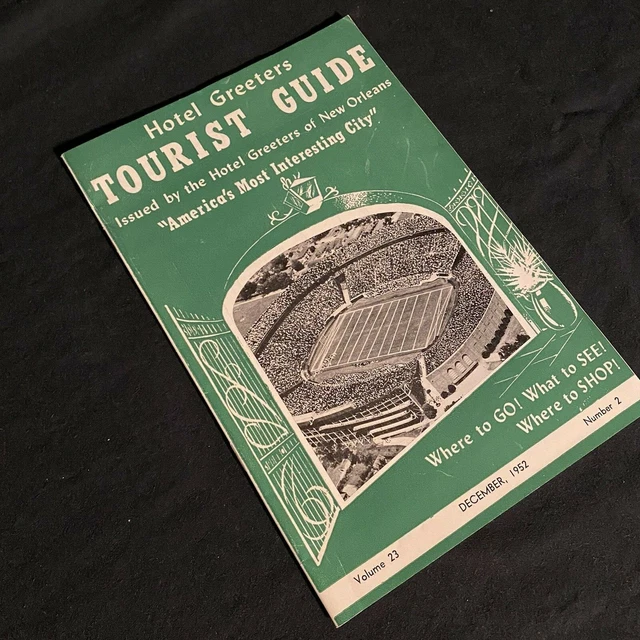 Hotel Greeters
TOURIST GUIDE
Issued by the Hotel Greeters of New Orleans
"America's Most Interesting City"
Where to GO! What to SEE!
Where to SHOP!
Volume 23
DECEMBER, 1952
Number 2